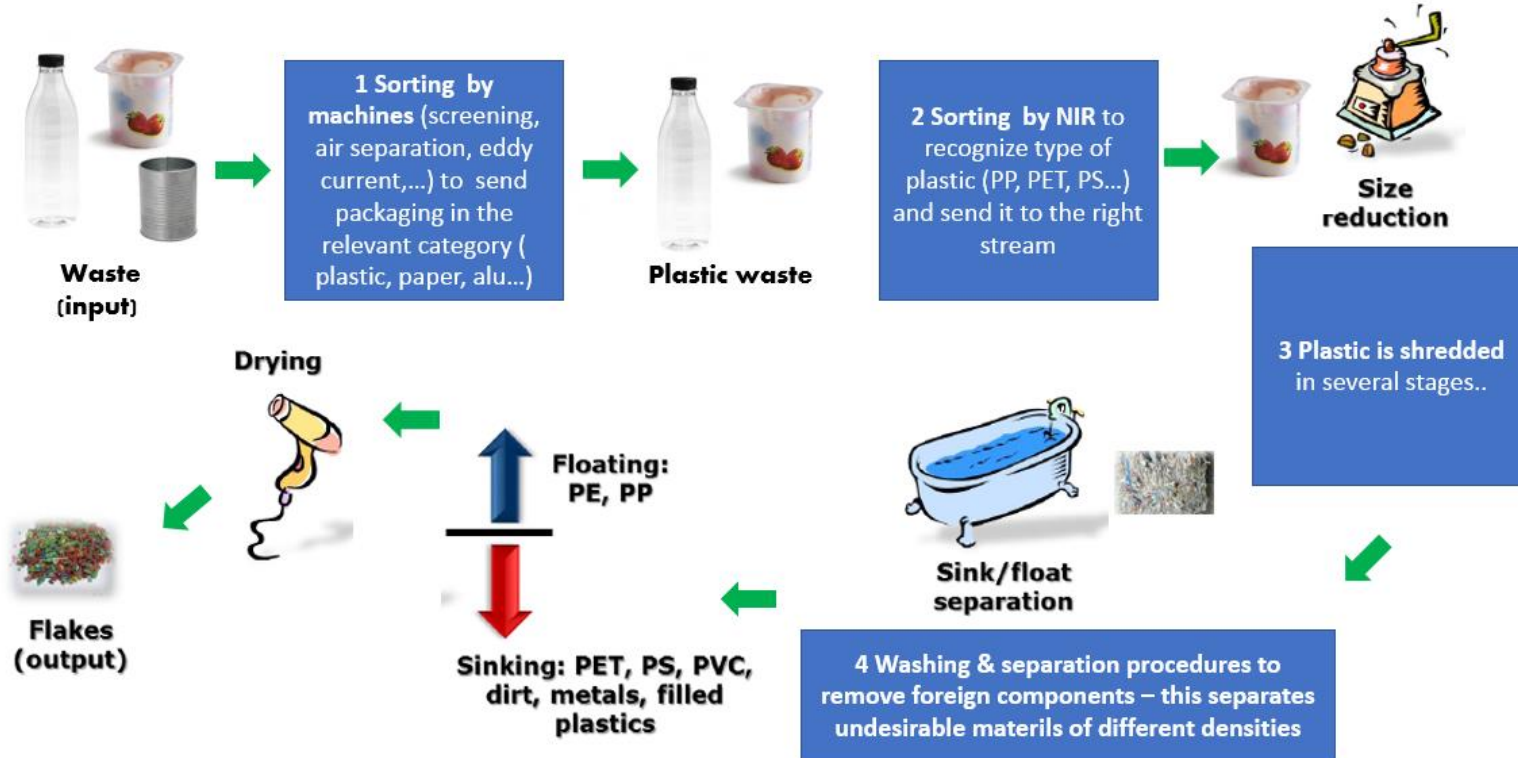 1 Sorting by
machines (screening,
air separation, eddy
current,...) to send
packaging in the
relevant category (
plastic, paper, alu...)
2 Sorting by NIR to
recognize type of
plastic (PP, PET, PS...)
and send it to the right
stream
Size
reduction
Waste
(input)
Plastic waste
3 Plastic is shredded
in several stages..
Drying
Floating:
PE, PP
Sink/float
separation
Flakes
(output)
Sinking: PET, PS, PVC,
dirt, metals, filled
plastics
4 Washing & separation procedures to
remove foreign components – this separates
undesirable materils of different densities